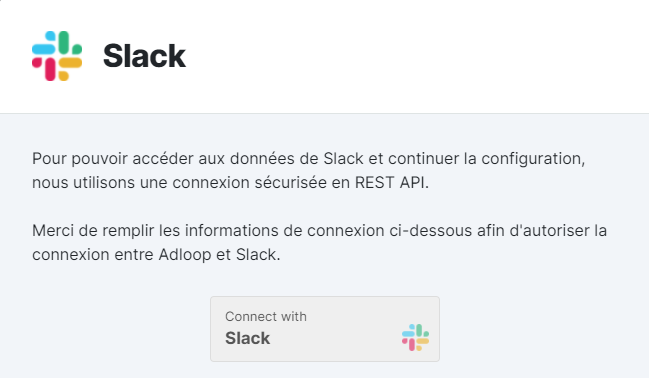 Slack
Pour pouvoir accéder aux données de Slack et continuer la configuration,
nous utilisons une connexion sécurisée en REST API.
Merci de remplir les informations de connexion ci-dessous afin d'autoriser la
connexion entre Adloop et Slack.
Connect with
Slack